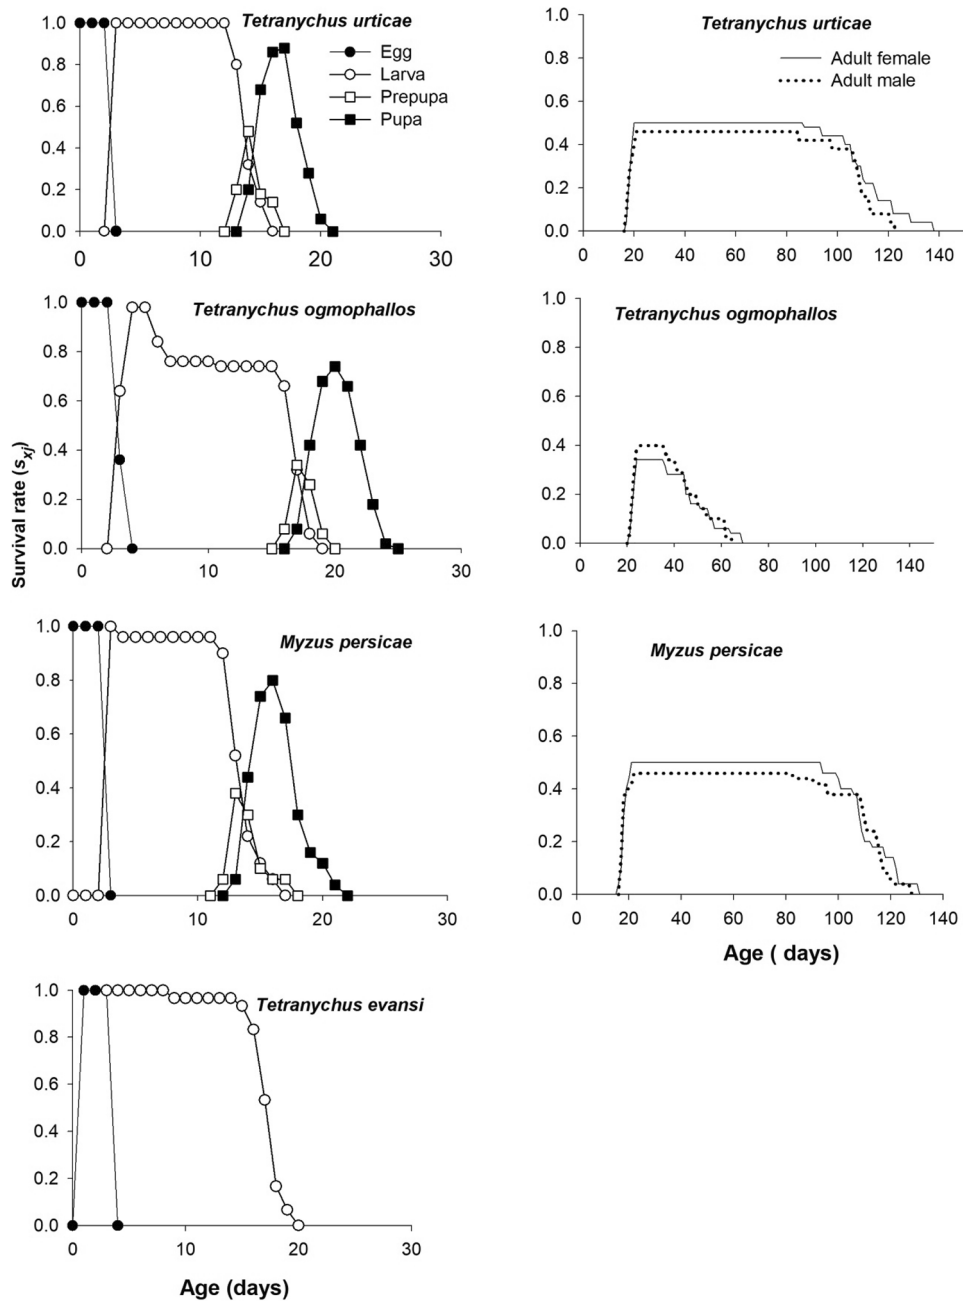 Tetranychus urticae
Egg
Larva
Prepupa
Pupa
1.0
0.8
0.6
0.4
0.2
0.0
0 10 20 30
Tetranychus urticae
Adult female
Adult male
1.0
0.8
0.6
0.4
0.2
0.0
0 20 40 60 80 100 120 140
Survival rate (sxj)
Tetranychus ogmophallos
1.0
0.8
0.6
0.4
0.2
0.0
0 10 20 30
Tetranychus ogmophallos
1.0
0.8
0.6
0.4
0.2
0.0
0 20 40 60 80 100 120 140
Myzus persicae
1.0
0.8
0.6
0.4
0.2
0.0
0 10 20 30
Myzus persicae
1.0
0.8
0.6
0.4
0.2
0.0
0 20 40 60 80 100 120 140
Age ( days)
Tetranychus evansi
1.0
0.8
0.6
0.4
0.2
0.0
0 10 20 30
Age (days)